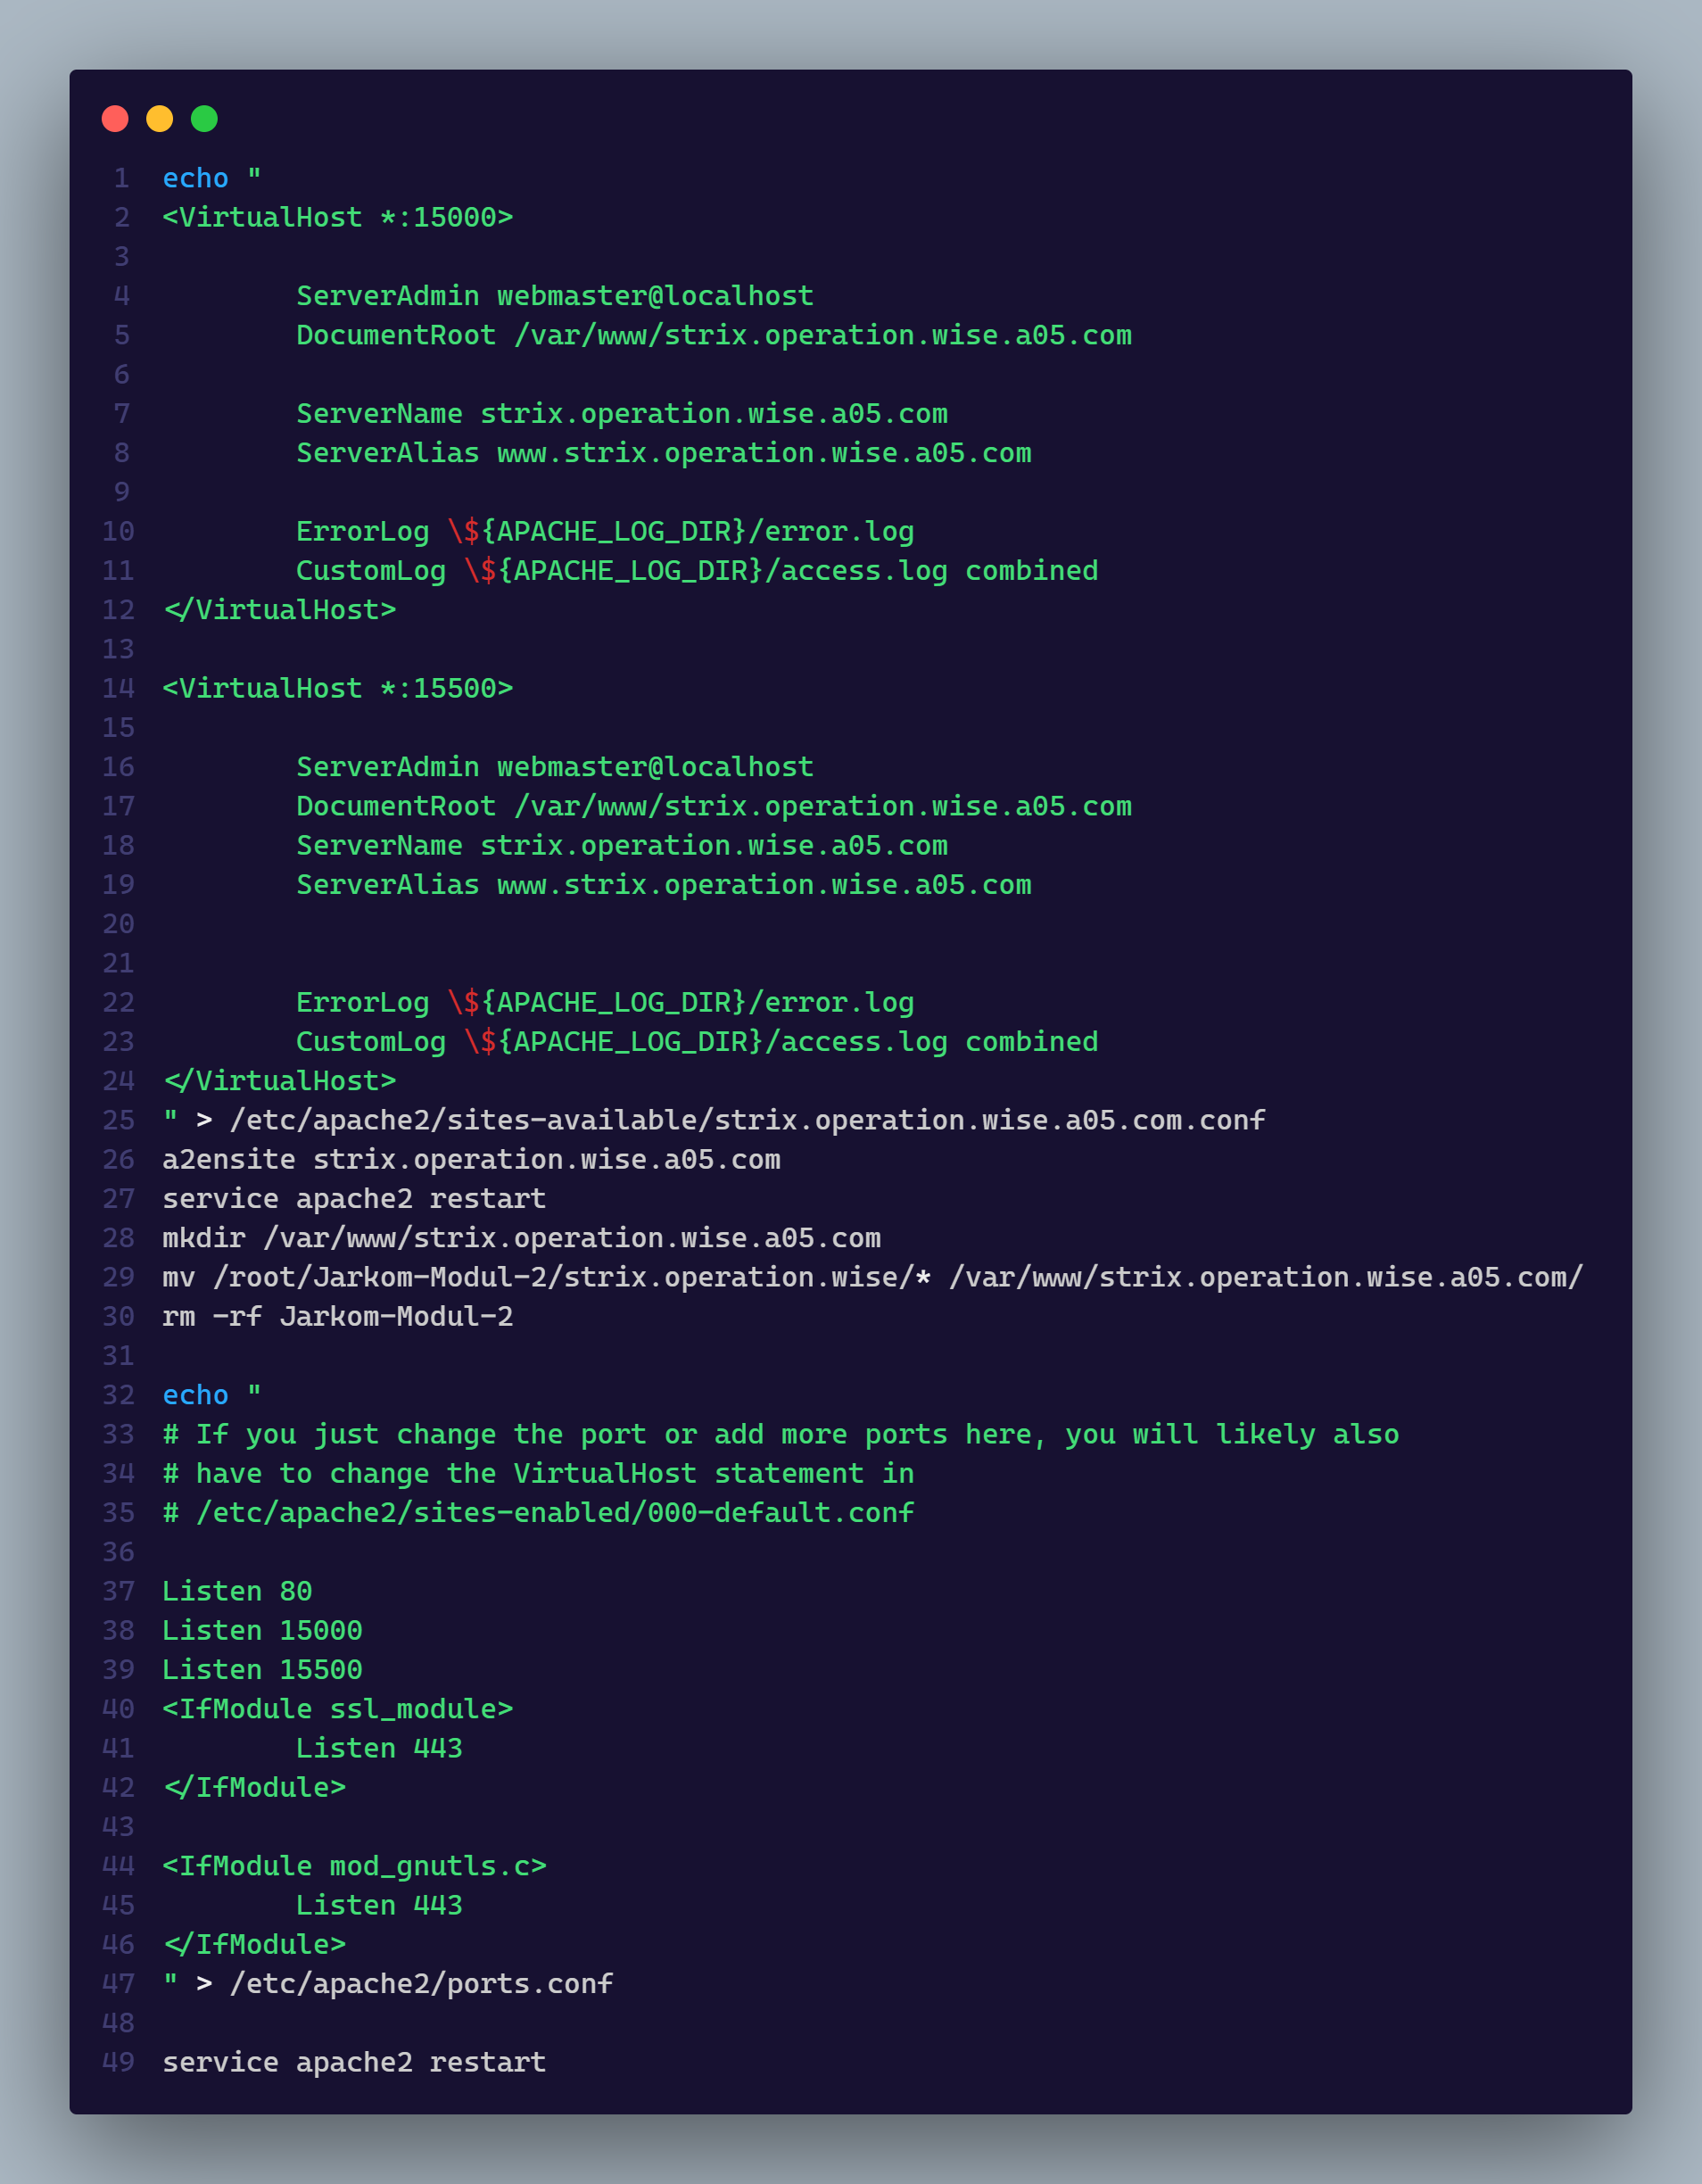 1 echo "
2 <VirtualHost *:15000>
3
4         ServerAdmin webmaster@localhost
5         DocumentRoot /var/www/strix.operation.wise.a05.com
6
7         ServerName strix.operation.wise.a05.com
8         ServerAlias www.strix.operation.wise.a05.com
9
10         ErrorLog \${APACHE_LOG_DIR}/error.log
11         CustomLog \${APACHE_LOG_DIR}/access.log combined
12 </VirtualHost>
13
14 <VirtualHost *:15500>
15
16         ServerAdmin webmaster@localhost
17         DocumentRoot /var/www/strix.operation.wise.a05.com
18         ServerName strix.operation.wise.a05.com
19         ServerAlias www.strix.operation.wise.a05.com
20
21
22         ErrorLog \${APACHE_LOG_DIR}/error.log
23         CustomLog \${APACHE_LOG_DIR}/access.log combined
24 </VirtualHost>
25 " > /etc/apache2/sites-available/strix.operation.wise.a05.com.conf
26 a2ensite strix.operation.wise.a05.com
27 service apache2 restart
28 mkdir /var/www/strix.operation.wise.a05.com
29 mv /root/Jarkom-Modul-2/strix.operation.wise/* /var/www/strix.operation.wise.a05.com/
30 rm -rf Jarkom-Modul-2
31
32 echo "
33 # If you just change the port or add more ports here, you will likely also
34 # have to change the VirtualHost statement in
35 # /etc/apache2/sites-enabled/000-default.conf
36
37 Listen 80
38 Listen 15000
39 Listen 15500
40 <IfModule ssl_module>
41         Listen 443
42 </IfModule>
43
44 <IfModule mod_gnutls.c>
45         Listen 443
46 </IfModule>
47 " > /etc/apache2/ports.conf
48
49 service apache2 restart